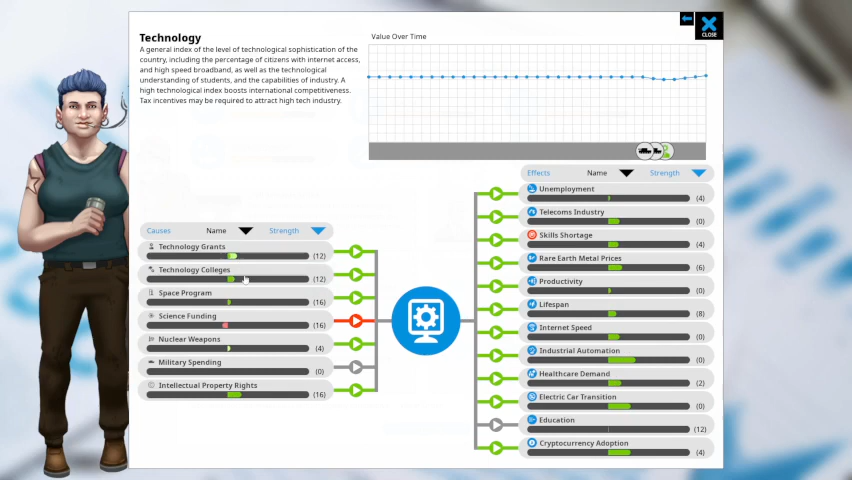 CLOSE
Technology
A general index of the level of technological sophistication of the
country, including the percentage of citizens with internet access,
and high speed broadband, as well as the technological
understanding of students, and the capabilities of industry. A
high technological index boosts international competitiveness.
Tax incentives may be required to attract high tech industry.
Value Over Time
Causes Name Strength
Technology Grants
(12)
Technology Colleges
(12)
Space Program
(16)
Science Funding
(16)
Nuclear Weapons
(4)
Military Spending
(0)
Intellectual Property Rights
(16)
Effects Name Strength
Unemployment
(4)
Telecoms Industry
(0)
Skills Shortage
(4)
Rare Earth Metal Prices
(6)
Productivity
(0)
Lifespan
(8)
Internet Speed
(0)
Industrial Automation
(0)
Healthcare Demand
(2)
Electric Car Transition
(0)
Education
(12)
Cryptocurrency Adoption
(4)